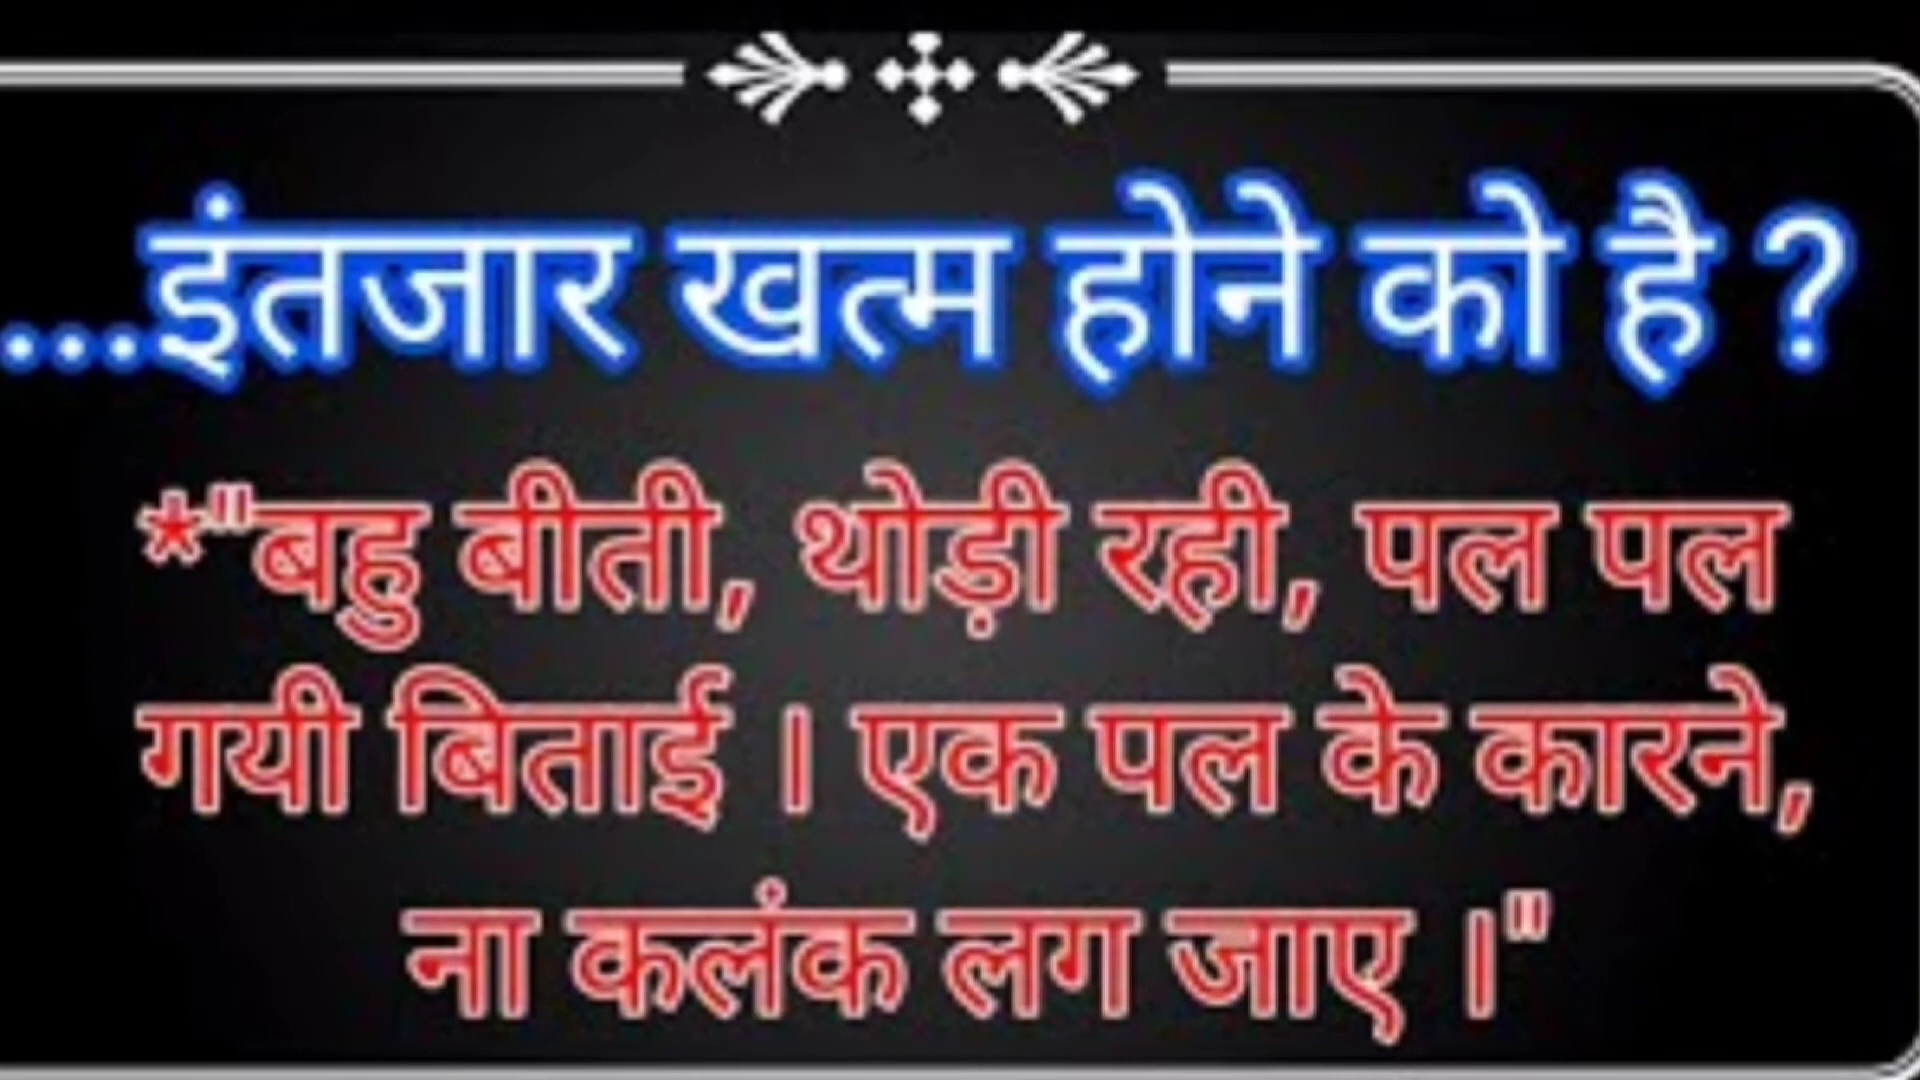 ...इंतजार खत्म होने को है ?
*"बहु बीती, थोड़ी रही, पल पल
गयी बिताई । एक पल के कारने,
ना कलंक लग जाए ।"